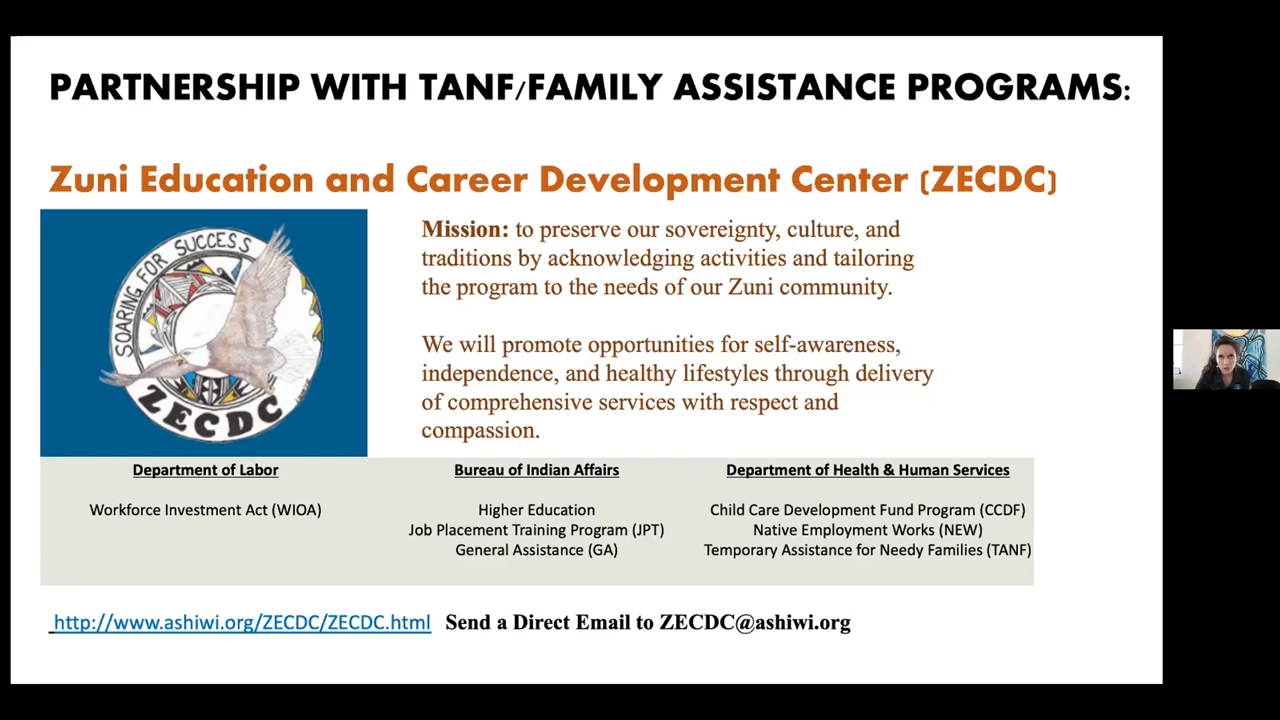 PARTNERSHIP WITH TANF/FAMILY ASSISTANCE PROGRAMS:
Zuni Education and Career Development Center (ZECDC)
SOARING FOR SUCCESS
ZECDC
Mission: to preserve our sovereignty, culture, and
traditions by acknowledging activities and tailoring
the program to the needs of our Zuni community.
We will promote opportunities for self-awareness,
independence, and healthy lifestyles through delivery
of comprehensive services with respect and
compassion.
Department of Labor
Workforce Investment Act (WIOA)
Bureau of Indian Affairs
Higher Education
Job Placement Training Program (JPT)
General Assistance (GA)
Department of Health & Human Services
Child Care Development Fund Program (CCDF)
Native Employment Works (NEW)
Temporary Assistance for Needy Families (TANF)
http://www.ashiwi.org/ZECDC/ZECDC.html Send a Direct Email to ZECDC@ashiwi.org